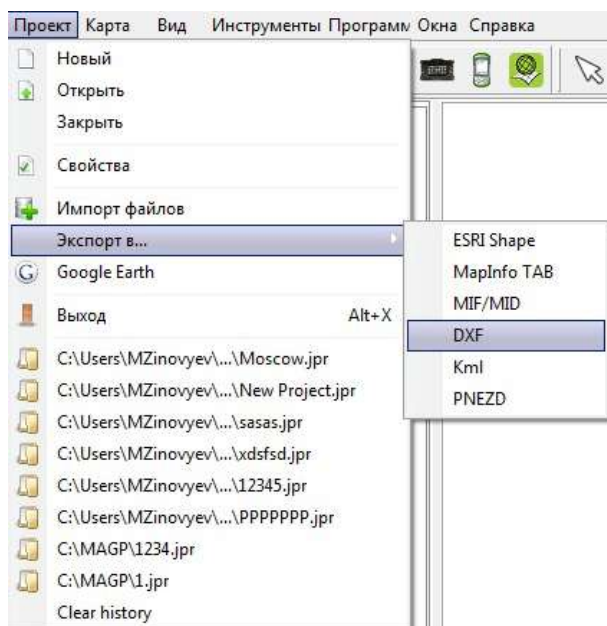 Проект Карта Вид Инструменты Программ Окна Справка
Новый
Открыть
Закрыть
Свойства
Импорт файлов
Экспорт в...
Google Earth
Выход Alt+X
C:\Users\MZinovyev\...\Moscow.jpr
C:\Users\MZinovyev\...\New Project.jpr
C:\Users\MZinovyev\...\sasas.jpr
C:\Users\MZinovyev\...\xdsfsd.jpr
C:\Users\MZinovyev\...\12345.jpr
C:\Users\MZinovyev\...\PPPPPPP.jpr
C:\MAGP\1234.jpr
C:\MAGP\1.jpr
Clear history
ESRI Shape
MapInfo TAB
MIF/MID
DXF
Kml
PNEZD